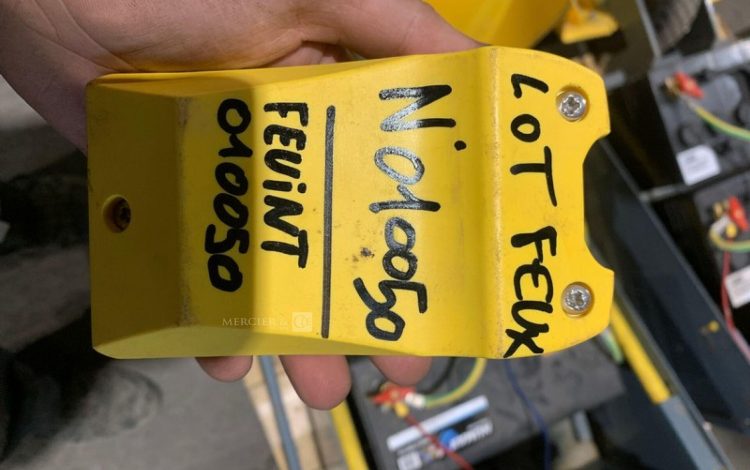 LOT FEUX
N°010050
FEViNT
010050
MERCIER & C°